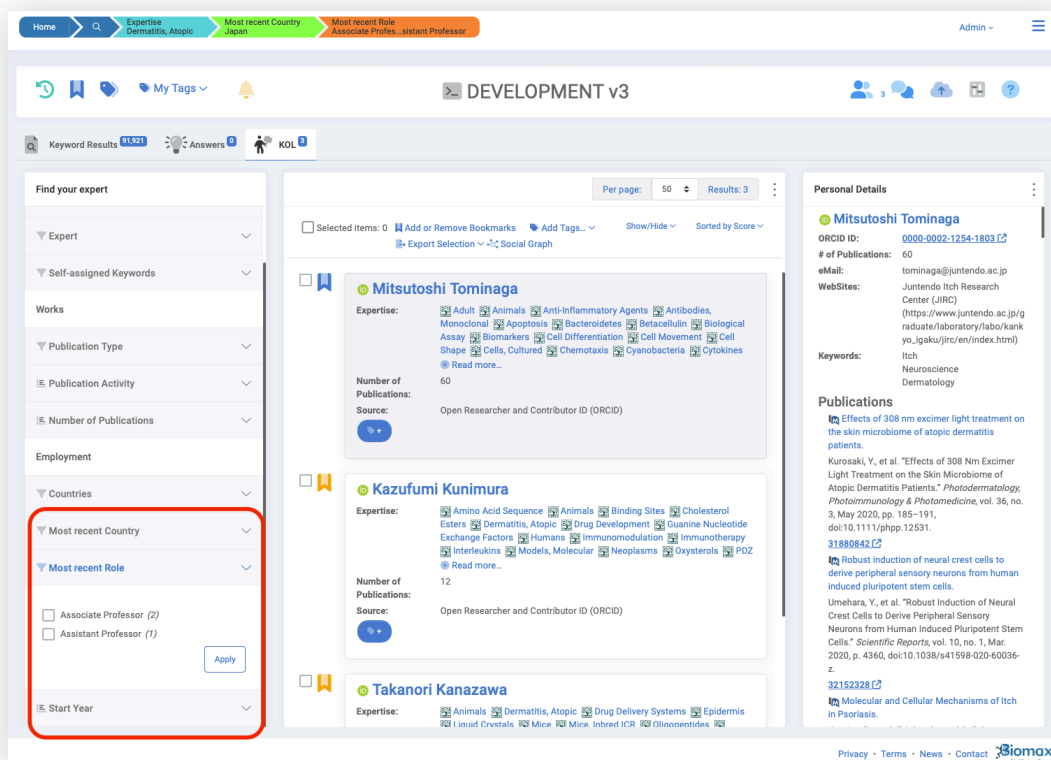 Home
Expertise
Dermatitis, Atopic
Most recent Country
Japan
Most recent Role
Associate Profes...sistant Professor
Admin
My Tags
DEVELOPMENT v3
3
Keyword Results 91,921
Answers 0
KOL 3
Find your expert
Expert
Self-assigned Keywords
Works
Publication Type
Publication Activity
Number of Publications
Employment
Countries
Most recent Country
Most recent Role
Associate Professor (2)
Assistant Professor (1)
Apply
Start Year
Per page: 50 Results: 3
Selected items: 0 Add or Remove Bookmarks Add Tags... Show/Hide Sorted by Score
Export Selection Social Graph
Mitsutoshi Tominaga
Expertise: Adult Animals Anti-Inflammatory Agents Antibodies,
Monoclonal Apoptosis Bacteroidetes Betacellulin Biological
Assay Biomarkers Cell Differentiation Cell Movement Cell
Shape Cells, Cultured Chemotaxis Cyanobacteria Cytokines
Read more...
Number of Publications: 60
Source: Open Researcher and Contributor ID (ORCID)
+
Kazufumi Kunimura
Expertise: Amino Acid Sequence Animals Binding Sites Cholesterol
Esters Dermatitis, Atopic Drug Development Guanine Nucleotide
Exchange Factors Humans Immunomodulation Immunotherapy
Interleukins Models, Molecular Neoplasms Oxysterols PDZ
Read more...
Number of Publications: 12
Source: Open Researcher and Contributor ID (ORCID)
+
Takanori Kanazawa
Expertise: Animals Dermatitis, Atopic Drug Delivery Systems Epidermis
Liquid Crystals Mice Mice, Inbred ICR Oligopeptides
Personal Details
Mitsutoshi Tominaga
ORCID ID: 0000-0002-1254-1803
# of Publications: 60
eMail: tominaga@juntendo.ac.jp
WebSites: Juntendo Itch Research
Center (JIRC)
(https://www.juntendo.ac.jp/g
raduate/laboratory/labo/kank
yo_igaku/jirc/en/index.html)
Keywords: Itch
Neuroscience
Dermatology
Publications
Effects of 308 nm excimer light treatment on
the skin microbiome of atopic dermatitis
patients.
Kurosaki, Y., et al. "Effects of 308 Nm Excimer
Light Treatment on the Skin Microbiome of
Atopic Dermatitis Patients." Photodermatology,
Photoimmunology & Photomedicine, vol. 36, no.
3, May 2020, pp. 185–191,
doi:10.1111/phpp.12531.
31880842
Robust induction of neural crest cells to
derive peripheral sensory neurons from human
induced pluripotent stem cells.
Umehara, Y., et al. "Robust Induction of Neural
Crest Cells to Derive Peripheral Sensory
Neurons from Human Induced Pluripotent Stem
Cells." Scientific Reports, vol. 10, no. 1, Mar.
2020, p. 4360, doi:10.1038/s41598-020-60036-
z.
32152328
Molecular and Cellular Mechanisms of Itch
in Psoriasis.
Privacy · Terms · News · Contact Biomax